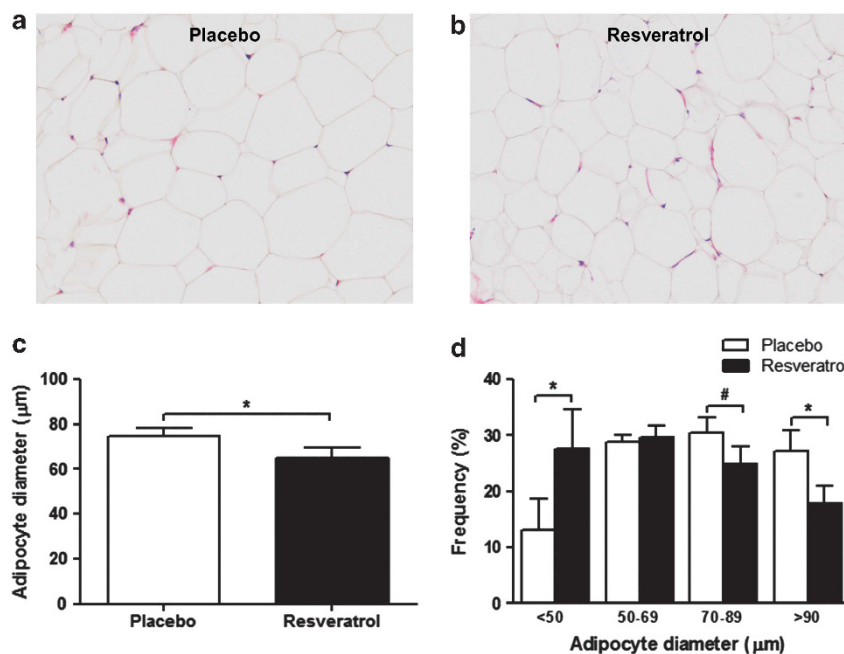 a
Placebo
b
Resveratrol
c
Adipocyte diameter (μm)
100
80
60
40
20
0
*
Placebo
Resveratrol
d
Placebo
Resveratrol
Frequency (%)
40
30
20
10
0
*
#
*
<50
50-69
70-89
>90
Adipocyte diameter (μm)